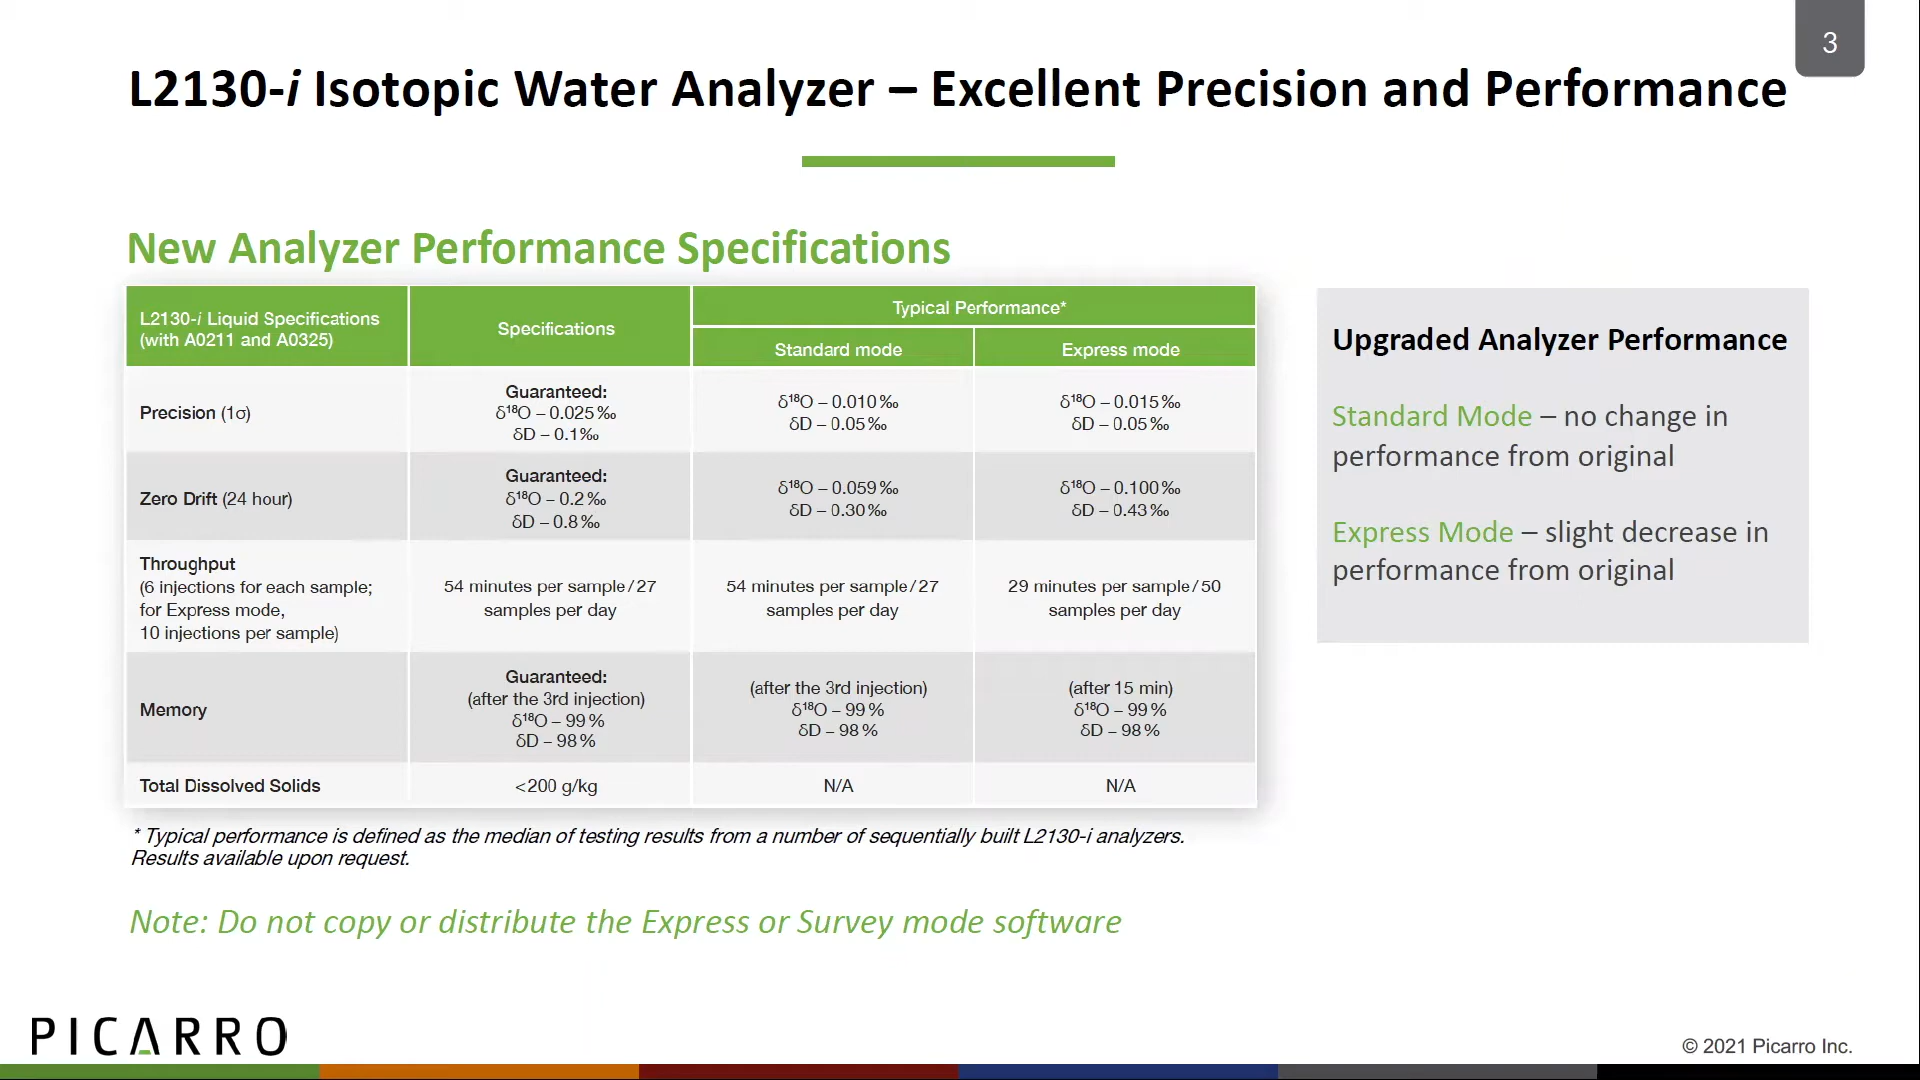 3
L2130-i Isotopic Water Analyzer – Excellent Precision and Performance
New Analyzer Performance Specifications
L2130-i Liquid Specifications
(with A0211 and A0325)
Specifications
Typical Performance*
Standard mode
Express mode
Precision (1σ)
Guaranteed:
δ¹⁸O – 0.025‰
δD – 0.1‰
δ¹⁸O – 0.010‰
δD – 0.05‰
δ¹⁸O – 0.015‰
δD – 0.05‰
Zero Drift (24 hour)
Guaranteed:
δ¹⁸O – 0.2‰
δD – 0.8‰
δ¹⁸O – 0.059‰
δD – 0.30‰
δ¹⁸O – 0.100‰
δD – 0.43‰
Throughput
(6 injections for each sample;
for Express mode,
10 injections per sample)
54 minutes per sample/27
samples per day
54 minutes per sample/27
samples per day
29 minutes per sample/50
samples per day
Memory
Guaranteed:
(after the 3rd injection)
δ¹⁸O – 99%
δD – 98%
(after the 3rd injection)
δ¹⁸O – 99%
δD – 98%
(after 15 min)
δ¹⁸O – 99%
δD – 98%
Total Dissolved Solids
<200 g/kg
N/A
N/A
* Typical performance is defined as the median of testing results from a number of sequentially built L2130-i analyzers.
Results available upon request.
Upgraded Analyzer Performance
Standard Mode – no change in
performance from original
Express Mode – slight decrease in
performance from original
Note: Do not copy or distribute the Express or Survey mode software
PICARRO
© 2021 Picarro Inc.